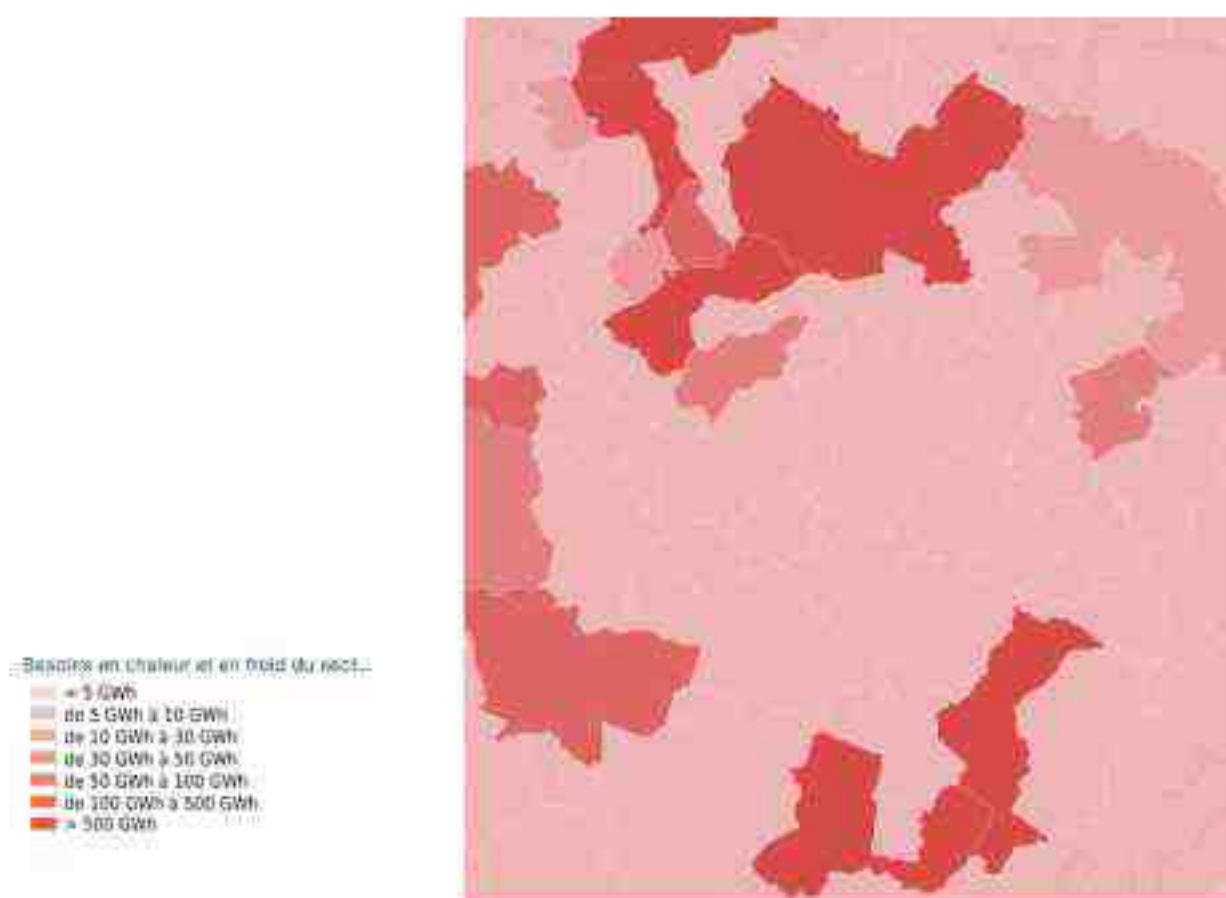 Besoins en chaleur et en froid du sect...
< 5 GWh
de 5 GWh à 10 GWh
de 10 GWh à 30 GWh
de 30 GWh à 50 GWh
de 50 GWh à 100 GWh
de 100 GWh à 500 GWh
> 500 GWh